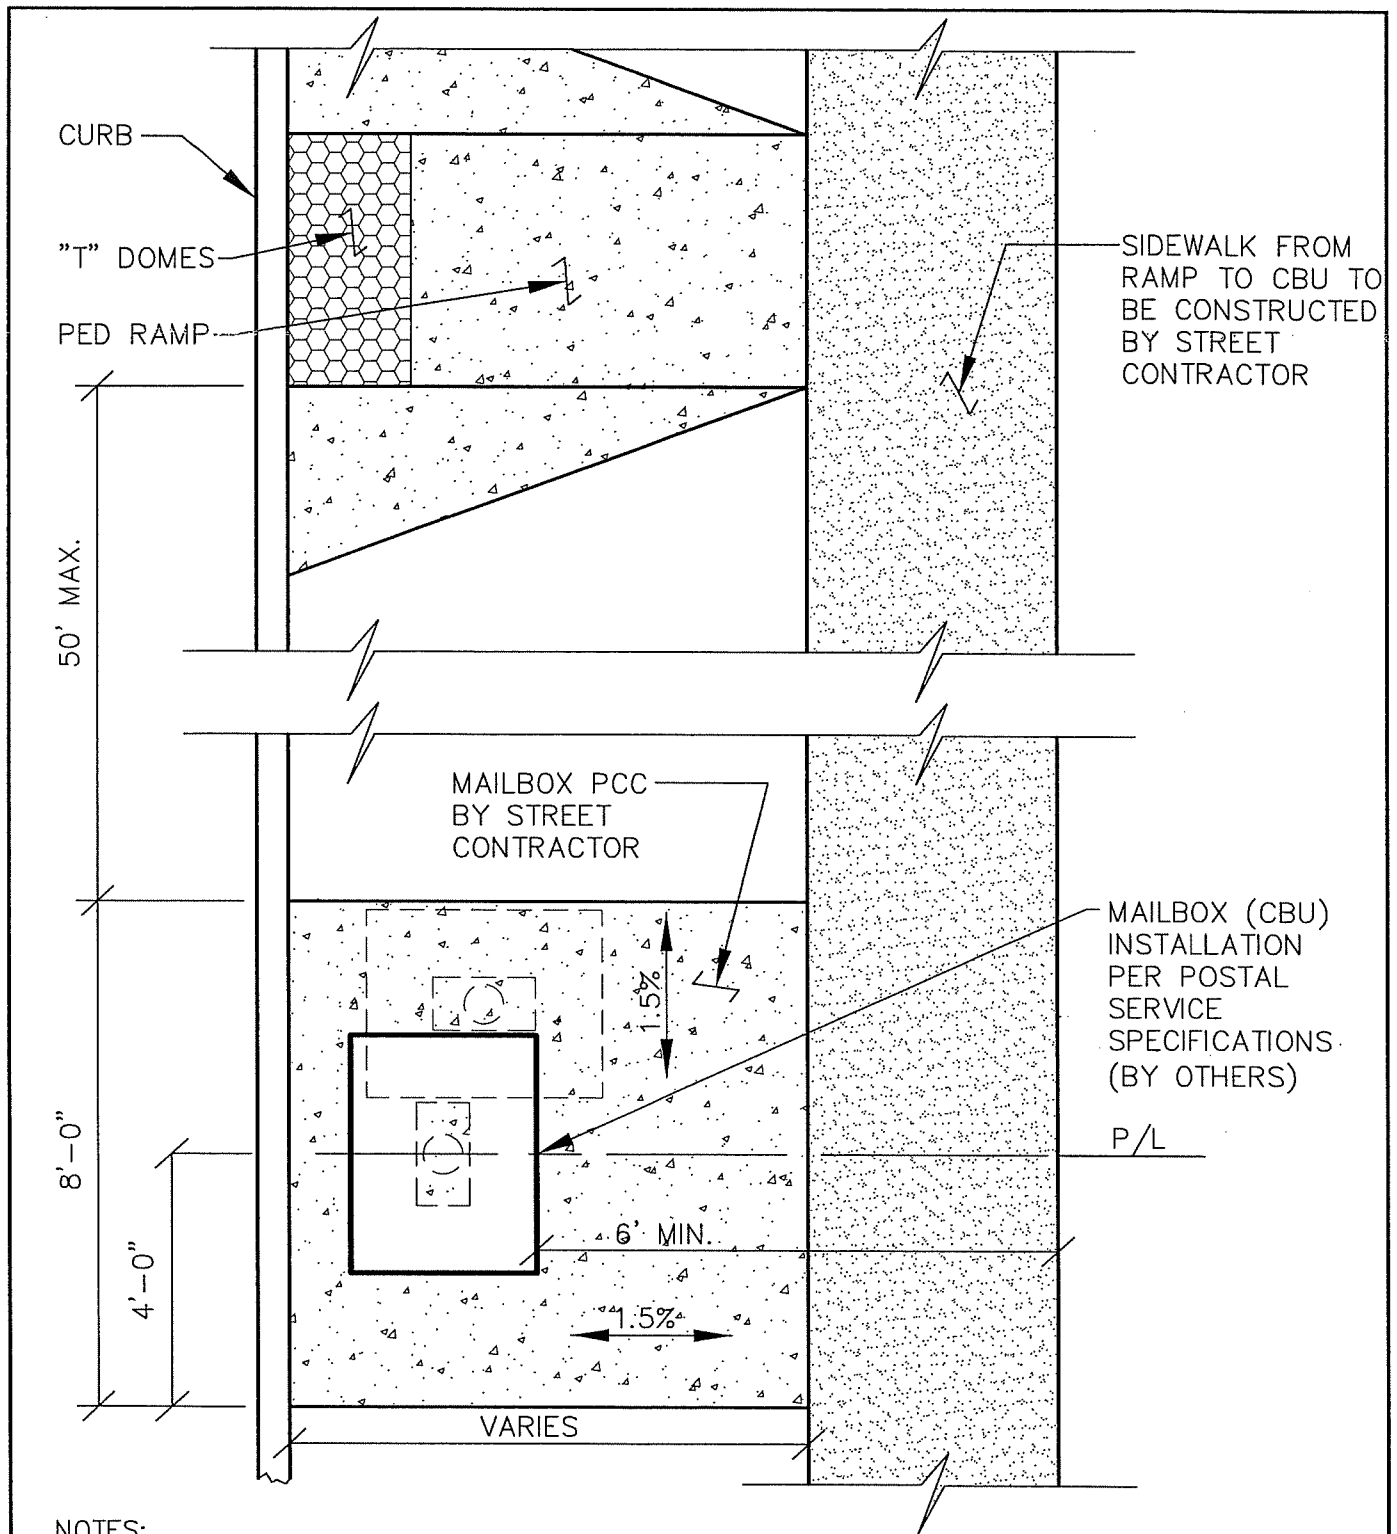 CURB
"T" DOMES
PED RAMP
SIDEWALK FROM
RAMP TO CBU TO
BE CONSTRUCTED
BY STREET
CONTRACTOR
50' MAX.
MAILBOX PCC
BY STREET
CONTRACTOR
1.5%
MAILBOX (CBU)
INSTALLATION
PER POSTAL
SERVICE
SPECIFICATIONS
(BY OTHERS)
P/L
8'-0"
4'-0"
6' MIN.
1.5%
VARIES
NOTES: